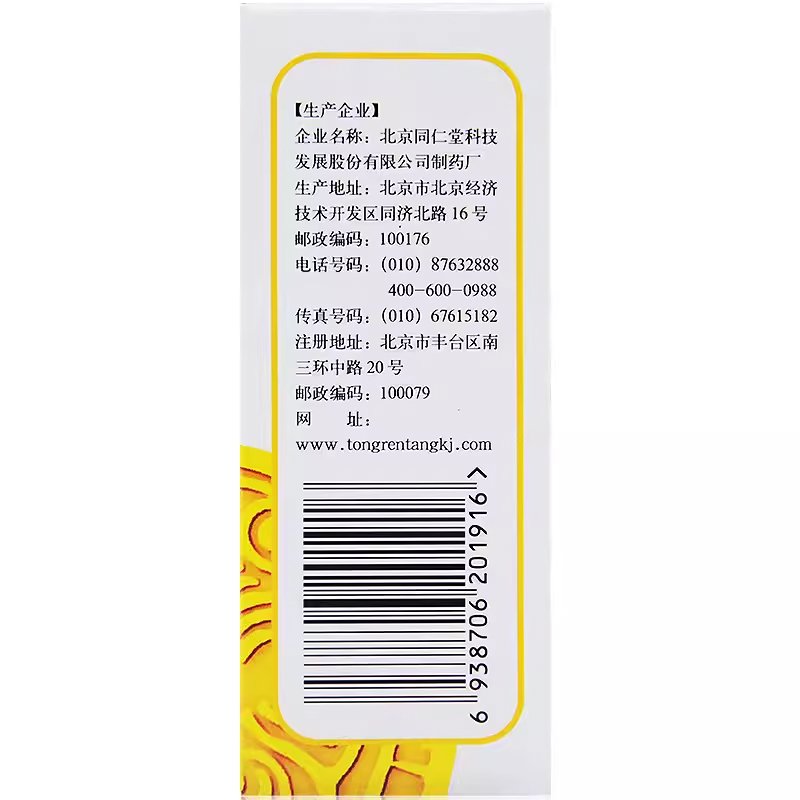 【生产企业】
企业名称：北京同仁堂科技
发展股份有限公司制药厂
生产地址：北京市北京经济
技术开发区同济北路 16 号
邮政编码：100176
电话号码：(010) 87632888
400-600-0988
传真号码：(010) 67615182
注册地址：北京市丰台区南
三环中路 20 号
邮政编码：100079
网　　址：
www.tongrentangkj.com
6 938706 201916 >